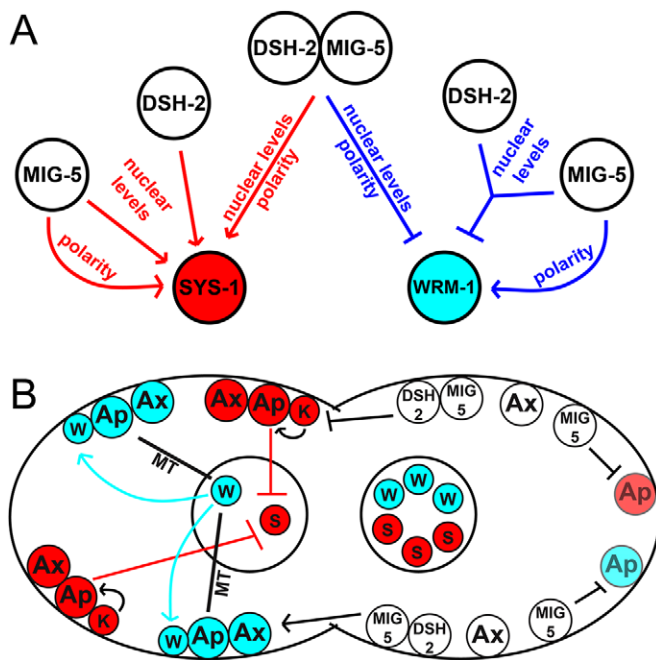 A
DSH-2 MIG-5
DSH-2
DSH-2
MIG-5
MIG-5
nuclear
levels
polarity
nuclear levels
polarity
nuclear levels
polarity
nuclear
levels
polarity
SYS-1
WRM-1
B
W Ap Ax
Ax Ap K
DSH
2
MIG
5
Ax
MIG
5
Ap
MT
W
S
W W W
S S S
Ax
Ap
K
MT
W Ap Ax
MIG
5
DSH
2
Ax
MIG
5
Ap